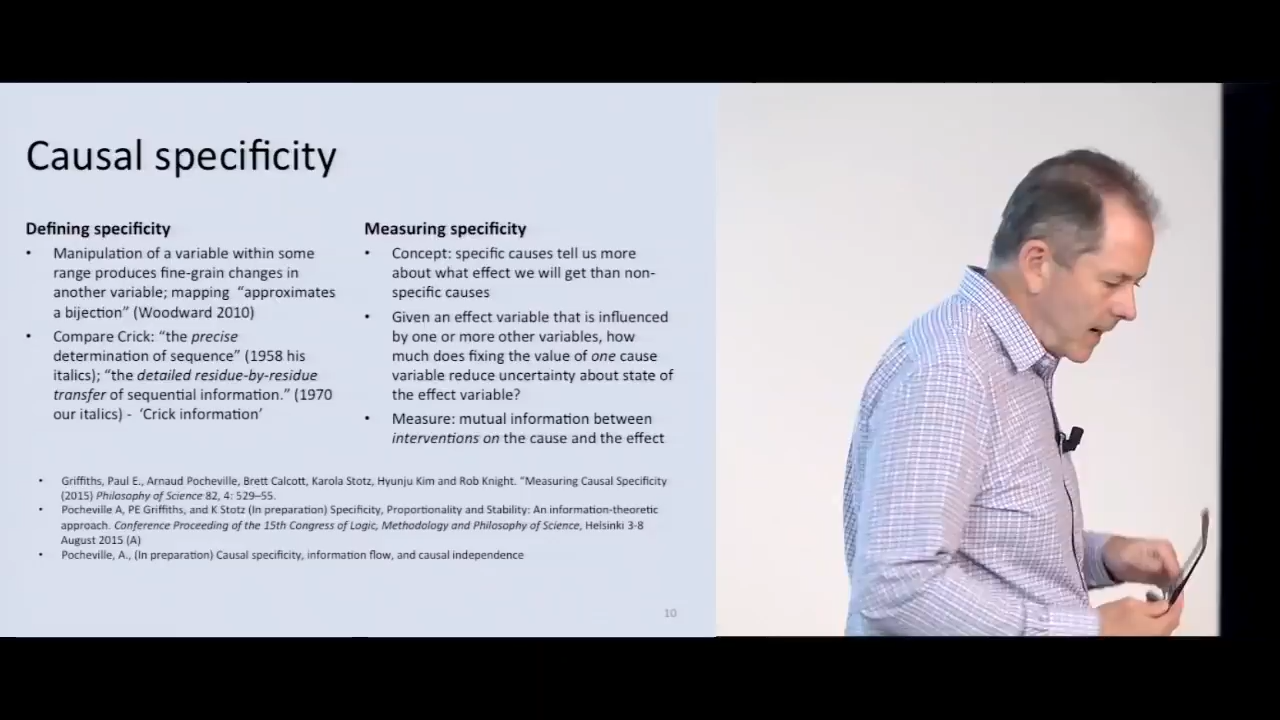 Causal specificity
Defining specificity
• Manipulation of a variable within some
range produces fine-grain changes in
another variable; mapping “approximates
a bijection” (Woodward 2010)
• Compare Crick: “the precise
determination of sequence” (1958 his
italics); “the detailed residue-by-residue
transfer of sequential information.” (1970
our italics) - ‘Crick information’
Measuring specificity
• Concept: specific causes tell us more
about what effect we will get than non-
specific causes
• Given an effect variable that is influenced
by one or more other variables, how
much does fixing the value of one cause
variable reduce uncertainty about state of
the effect variable?
• Measure: mutual information between
interventions on the cause and the effect
• Griffiths, Paul E., Arnaud Pocheville, Brett Calcott, Karola Stotz, Hyunju Kim and Rob Knight. “Measuring Causal Specificity
(2015) Philosophy of Science 82, 4: 529–55.
• Pocheville A, PE Griffiths, and K Stotz (In preparation) Specificity, Proportionality and Stability: An information-theoretic
approach. Conference Proceeding of the 15th Congress of Logic, Methodology and Philosophy of Science, Helsinki 3-8
August 2015 (A)
• Pocheville, A., (In preparation) Causal specificity, information flow, and causal independence
10